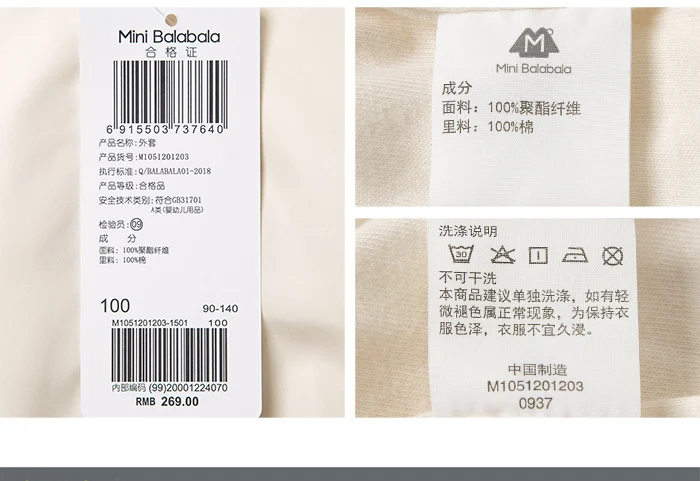 Mini Balabala
合格证
6 915503 737640
产品名称:外套
产品货号:M1051201203
执行标准:Q/BALABALA01-2018
产品等级:合格品
安全技术类别:符合GB31701
A类(婴幼儿用品)
检验员:09
成 分
面料:100%聚酯纤维
里料:100%棉
100 90-140
M1051201203-1501 100
内部编码 (99)20001224070
RMB 269.00
M
Mini Balabala
成分
面料:100%聚酯纤维
里料:100%棉
洗涤说明
30
不可干洗
本商品建议单独洗涤,如有轻
微褪色属正常现象,为保持衣
服色泽,衣服不宜久浸。
中国制造
M1051201203
0937